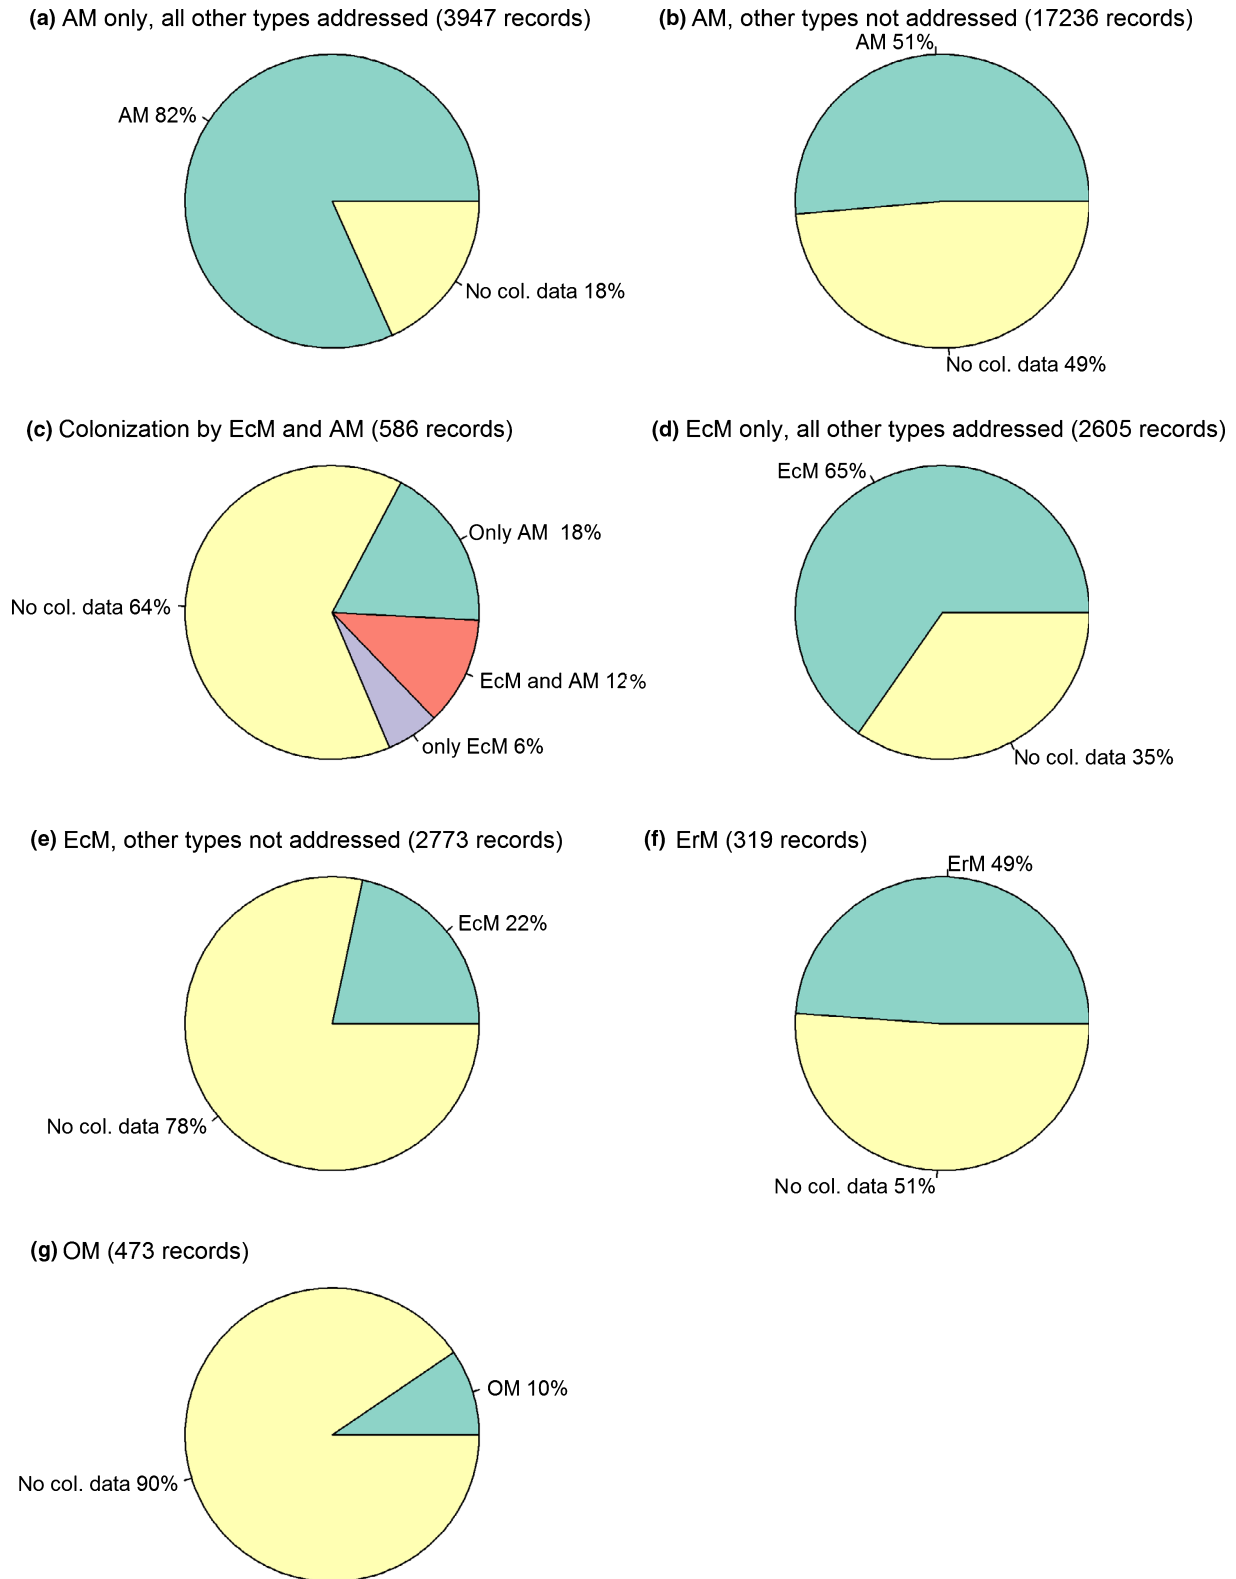 (a) AM only, all other types addressed (3947 records)
AM 82%
No col. data 18%
(b) AM, other types not addressed (17236 records)
AM 51%
No col. data 49%
(c) Colonization by EcM and AM (586 records)
Only AM 18%
No col. data 64%
EcM and AM 12%
only EcM 6%
(d) EcM only, all other types addressed (2605 records)
EcM 65%
No col. data 35%
(e) EcM, other types not addressed (2773 records)
EcM 22%
No col. data 78%
(f) ErM (319 records)
ErM 49%
No col. data 51%
(g) OM (473 records)
OM 10%
No col. data 90%